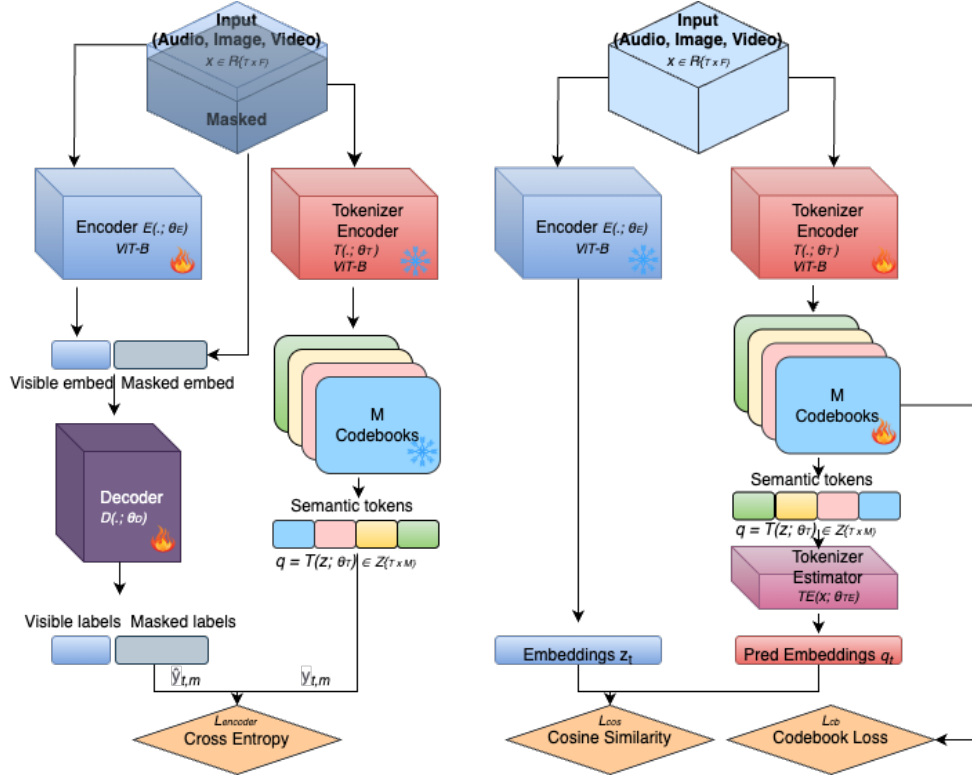 Input
(Audio, Image, Video)
x ∈ R{T x F}
Masked
Encoder E(.; θE)
ViT-B
Tokenizer
Encoder
T(.; θT)
ViT-B
Visible embed Masked embed
M
Codebooks
Decoder
D(.; θD)
Semantic tokens
q = T(z; θT) ∈ Z{T x M}
Visible labels Masked labels
ŷt,m
yt,m
Lencoder
Cross Entropy
Input
(Audio, Image, Video)
x ∈ R{T x F}
Encoder E(.; θE)
ViT-B
Tokenizer
Encoder
T(.; θT)
ViT-B
M
Codebooks
Semantic tokens
q = T(z; θT) ∈ Z{T x M}
Tokenizer
Estimator
TE(x; θTE)
Embeddings z_t
Pred Embeddings qt
Lcos
Cosine Similarity
Lcb
Codebook Loss